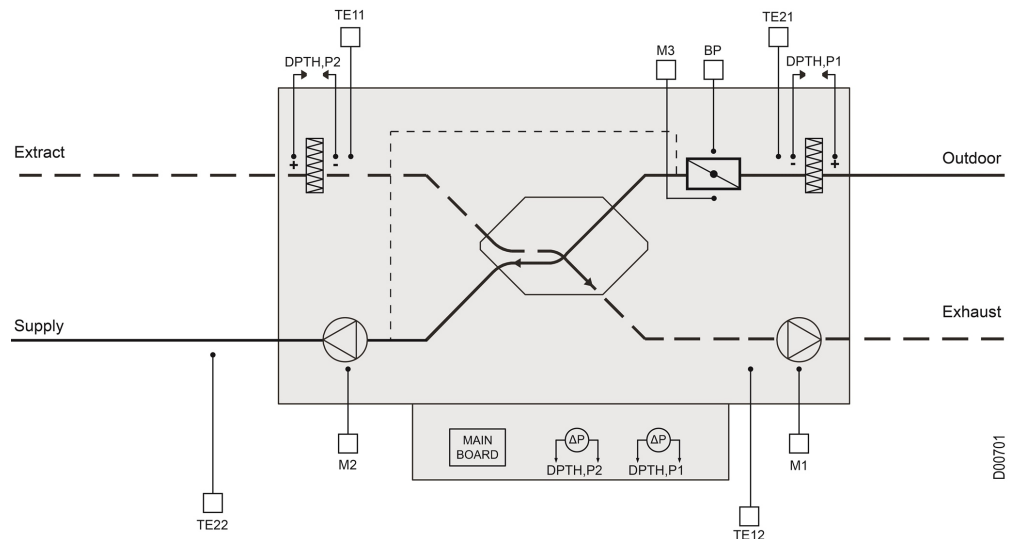 TE11
TE21
M3
BP
DPTH,P2
DPTH,P1
+
-
-
+
Extract
Outdoor
Supply
Exhaust
MAIN
BOARD
ΔP
ΔP
DPTH,P2
DPTH,P1
M2
M1
TE22
TE12
D00701